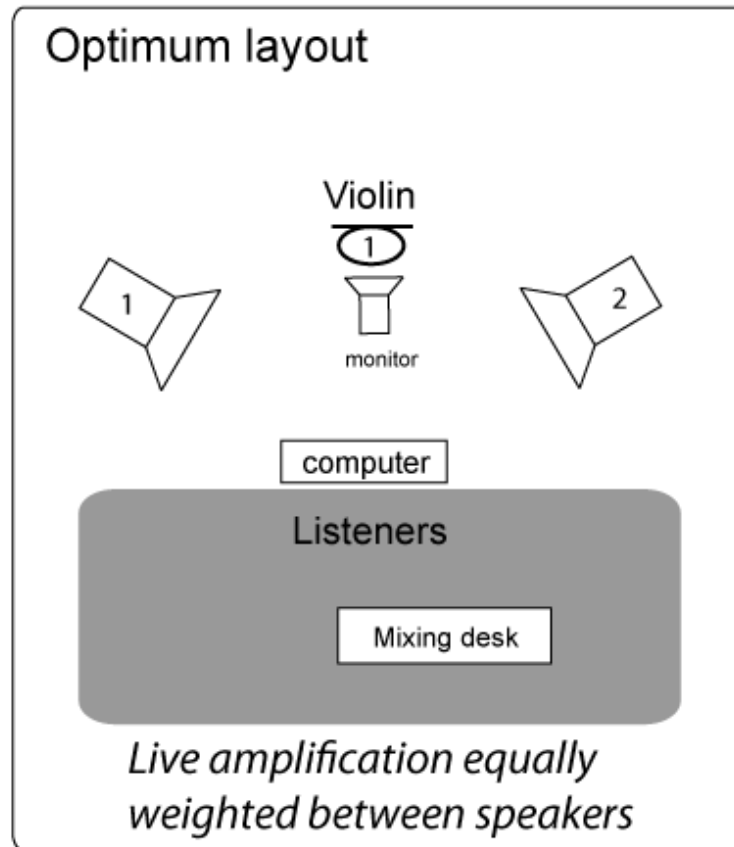 Optimum layout
Violin
1
1
2
monitor
computer
Listeners
Mixing desk
Live amplification equally
weighted between speakers